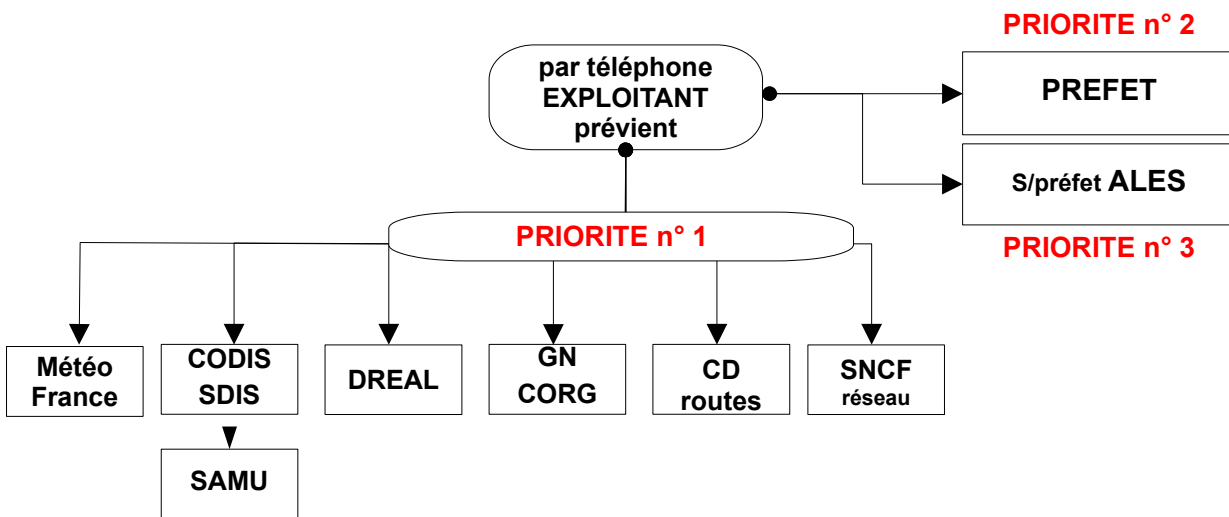 PRIORITE n° 2
par téléphone
EXPLOITANT
prévient
PREFET
S/préfet ALES
PRIORITE n° 3
PRIORITE n° 1
Météo
France
CODIS
SDIS
DREAL
GN
CORG
CD
routes
SNCF
réseau
SAMU